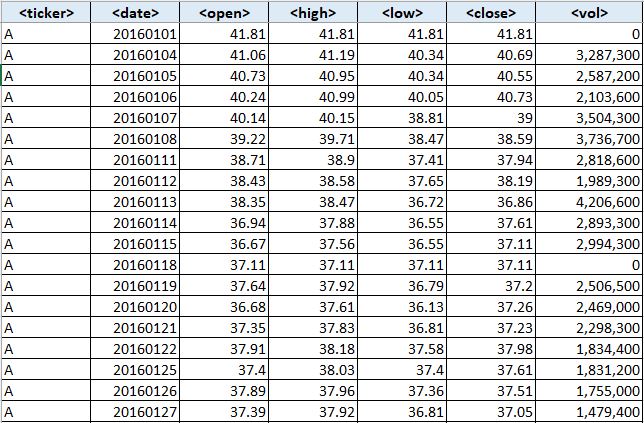 <ticker> <date> <open> <high> <low> <close> <vol>
A 20160101 41.81 41.81 41.81 41.81 0
A 20160104 41.06 41.19 40.34 40.69 3,287,300
A 20160105 40.73 40.95 40.34 40.55 2,587,200
A 20160106 40.24 40.99 40.05 40.73 2,103,600
A 20160107 40.14 40.15 38.81 39 3,504,300
A 20160108 39.22 39.71 38.47 38.59 3,736,700
A 20160111 38.71 38.9 37.41 37.94 2,818,600
A 20160112 38.43 38.58 37.65 38.19 1,989,300
A 20160113 38.35 38.47 36.72 36.86 4,206,600
A 20160114 36.94 37.88 36.55 37.61 2,893,300
A 20160115 36.67 37.56 36.55 37.11 2,994,300
A 20160118 37.11 37.11 37.11 37.11 0
A 20160119 37.64 37.92 36.79 37.2 2,506,500
A 20160120 36.68 37.61 36.13 37.26 2,469,000
A 20160121 37.35 37.83 36.81 37.23 2,298,300
A 20160122 37.91 38.18 37.58 37.98 1,834,400
A 20160125 37.4 38.03 37.4 37.61 1,831,200
A 20160126 37.89 37.96 37.36 37.51 1,755,000
A 20160127 37.39 37.92 36.81 37.05 1,479,400